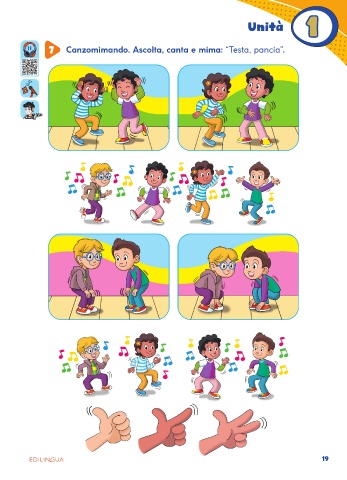 Unità 1
7 Canzomimando. Ascolta, canta e mima: “Testa, pancia”.
EDILINGUA
19